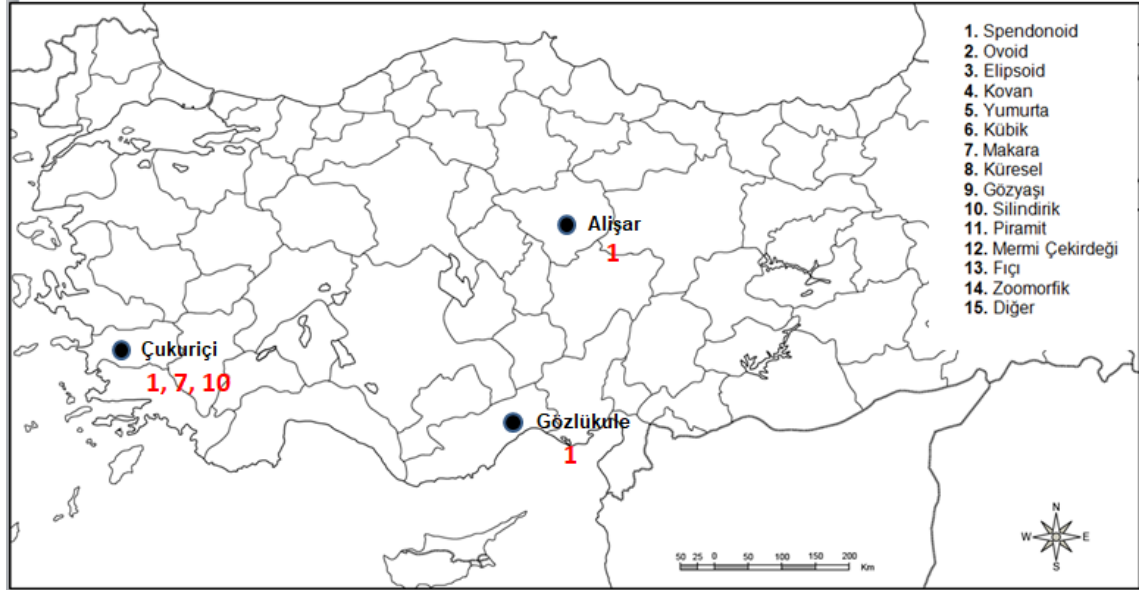 1. Spendonoid
2. Ovoid
3. Elipsoid
4. Kovan
5. Yumurta
6. Kübik
7. Makara
8. Küresel
9. Gözyaşı
10. Silindirik
11. Piramit
12. Mermi Çekirdeği
13. Fıçı
14. Zoomorfik
15. Diğer
Alişar
1
Çukuriçi
1, 7, 10
Gözlükule
1
N
W E
S
50 25 0 50 100 150 200
Km